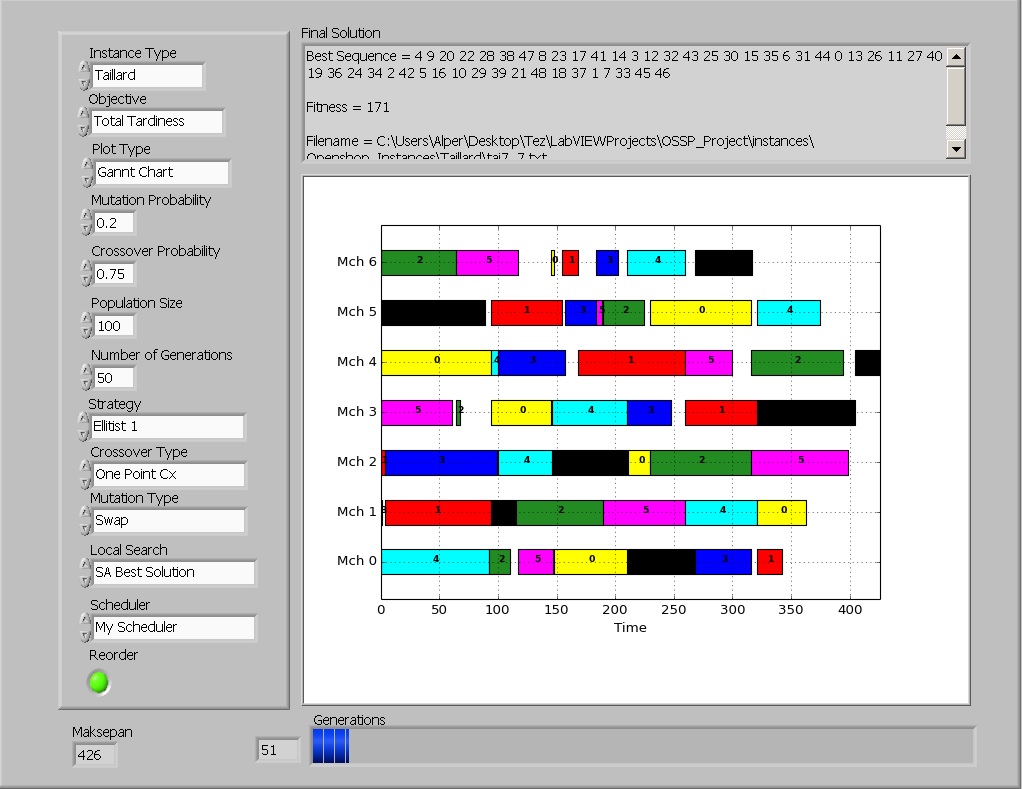 Instance Type
Taillard
Objective
Total Tardiness
Plot Type
Gannt Chart
Mutation Probability
0.2
Crossover Probability
0.75
Population Size
100
Number of Generations
50
Strategy
Ellitist 1
Crossover Type
One Point Cx
Mutation Type
Swap
Local Search
SA Best Solution
Scheduler
My Scheduler
Reorder
Maksepan
426
51
Final Solution
Best Sequence = 4 9 20 22 28 38 47 8 23 17 41 14 3 12 32 43 25 30 15 35 6 31 44 0 13 26 11 27 40
19 36 24 34 2 42 5 16 10 29 39 21 48 18 37 1 7 33 45 46
Fitness = 171
Filename = C:\Users\Alper\Desktop\Tez\LabVIEWProjects\OSSP_Project\instances\
Openshop_Instances\Taillard\tai7_7.txt
Mch 6 2 5 0 1 3 4
Mch 5 1 3 5 2 0 4
Mch 4 0 4 3 1 5 2
Mch 3 5 2 0 4 3 1
Mch 2 1 3 4 0 2 5
Mch 1 3 1 2 5 4 0
Mch 0 4 2 5 0 3 1
0 50 100 150 200 250 300 350 400
Time
Generations